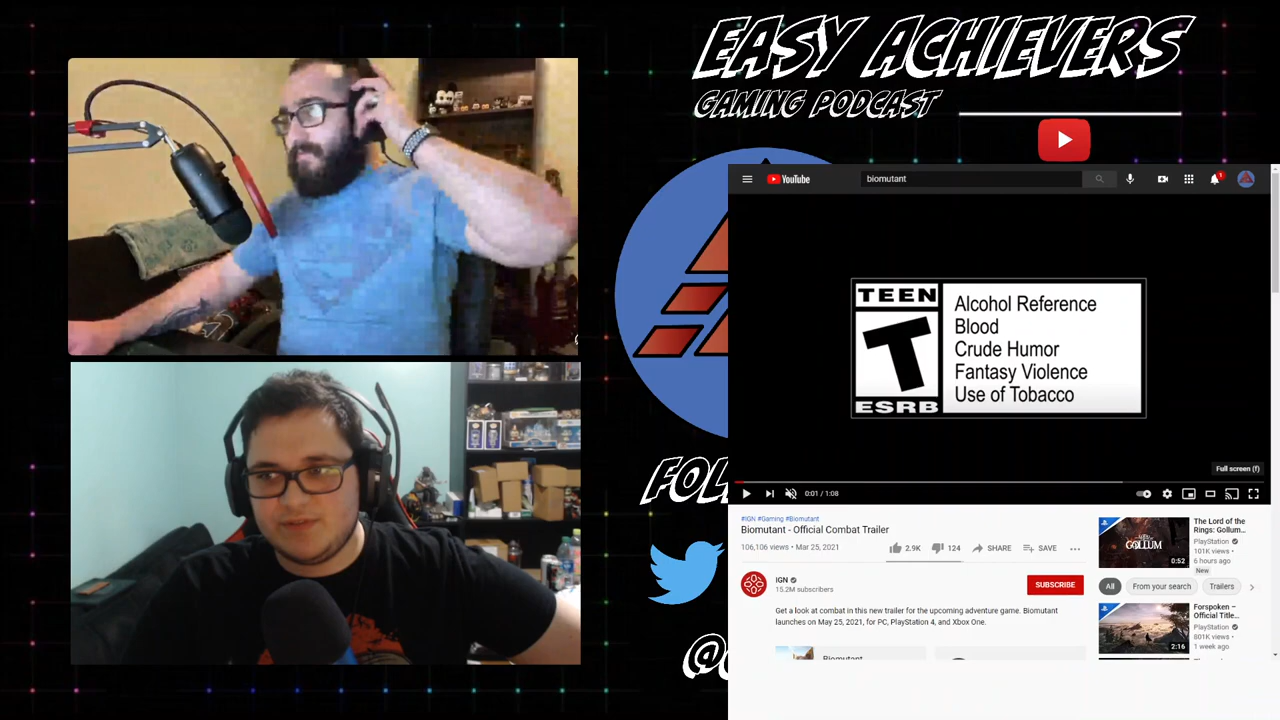 EASY ACHIEVERS
GAMING PODCAST
YouTube
biomutant
1
TEEN
T
ESRB
Alcohol Reference
Blood
Crude Humor
Fantasy Violence
Use of Tobacco
Full screen (f)
0:01 / 1:08
#IGN #Gaming #Biomutant
Biomutant - Official Combat Trailer
106,106 views • Mar 25, 2021
2.9K
124
SHARE
SAVE
IGN
15.2M subscribers
SUBSCRIBE
Get a look at combat in this new trailer for the upcoming adventure game. Biomutant
launches on May 25, 2021, for PC, PlayStation 4, and Xbox One.
Biomutant
GOLLUM
0:52
The Lord of the
Rings: Gollum...
PlayStation
101K views •
6 hours ago
New
All
From your search
Trailers
2:16
Forspoken –
Official Title...
PlayStation
801K views •
1 week ago
FOL
@